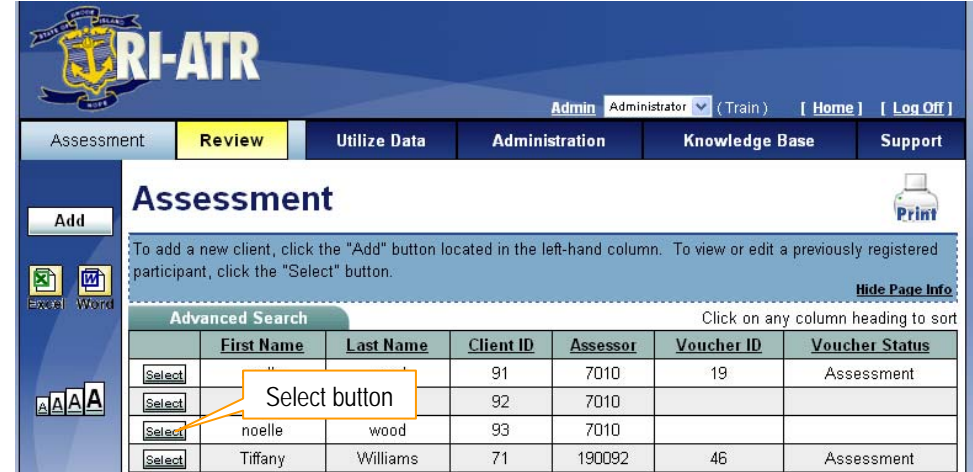 STATE OF RHODE ISLAND
HOPE
RI-ATR
Admin Administrator (Train) [ Home ] [ Log Off ]
Assessment Review Utilize Data Administration Knowledge Base Support
Add
Assessment
Print
To add a new client, click the "Add" button located in the left-hand column. To view or edit a previously registered
participant, click the "Select" button.
Hide Page Info
Excel Word
Advanced Search Click on any column heading to sort
First Name Last Name Client ID Assessor Voucher ID Voucher Status
Select 91 7010 19 Assessment
Select 92 7010
Select button
Select noelle wood 93 7010
Select Tiffany Williams 71 190092 46 Assessment
A A A A